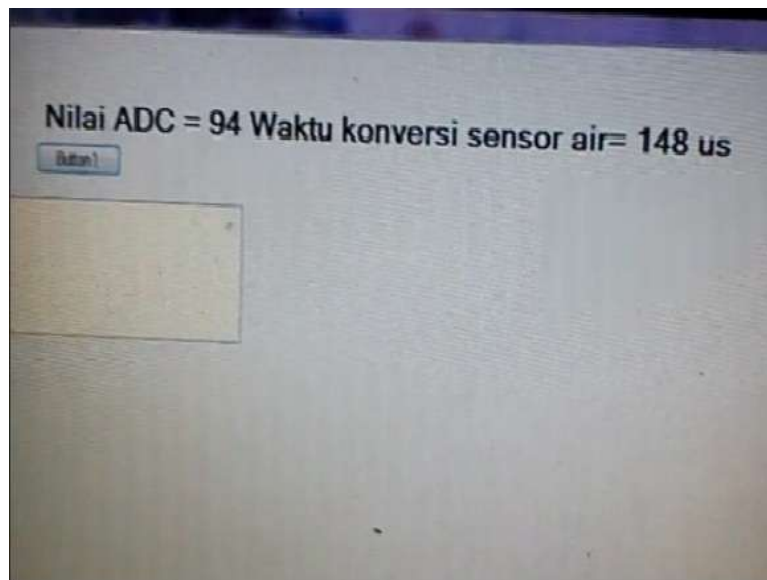 Nilai ADC = 94 Waktu konversi sensor air= 148 us
Button1